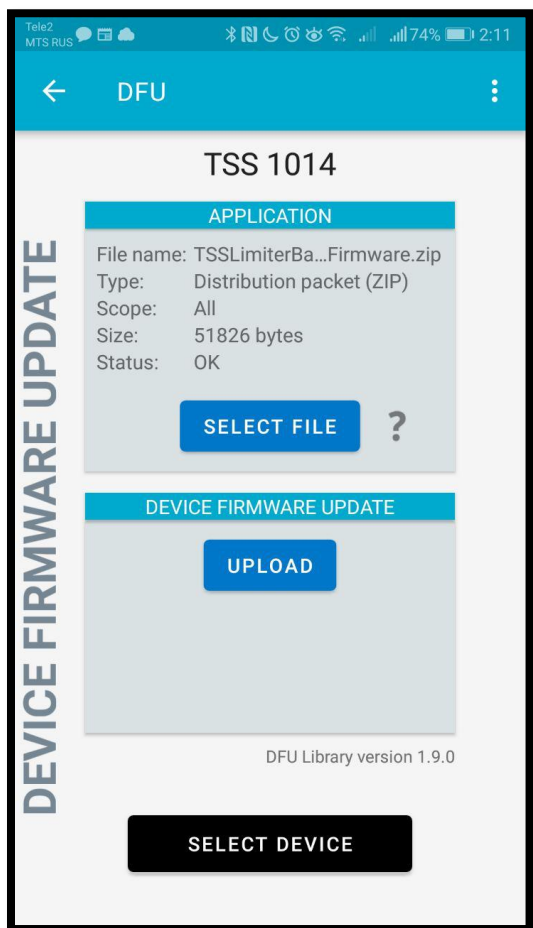 Tele2
MTS RUS
74% 2:11
DFU
TSS 1014
APPLICATION
File name: TSSLimiterBa...Firmware.zip
Type: Distribution packet (ZIP)
Scope: All
Size: 51826 bytes
Status: OK
SELECT FILE ?
DEVICE FIRMWARE UPDATE
DEVICE FIRMWARE UPDATE
UPLOAD
DFU Library version 1.9.0
SELECT DEVICE